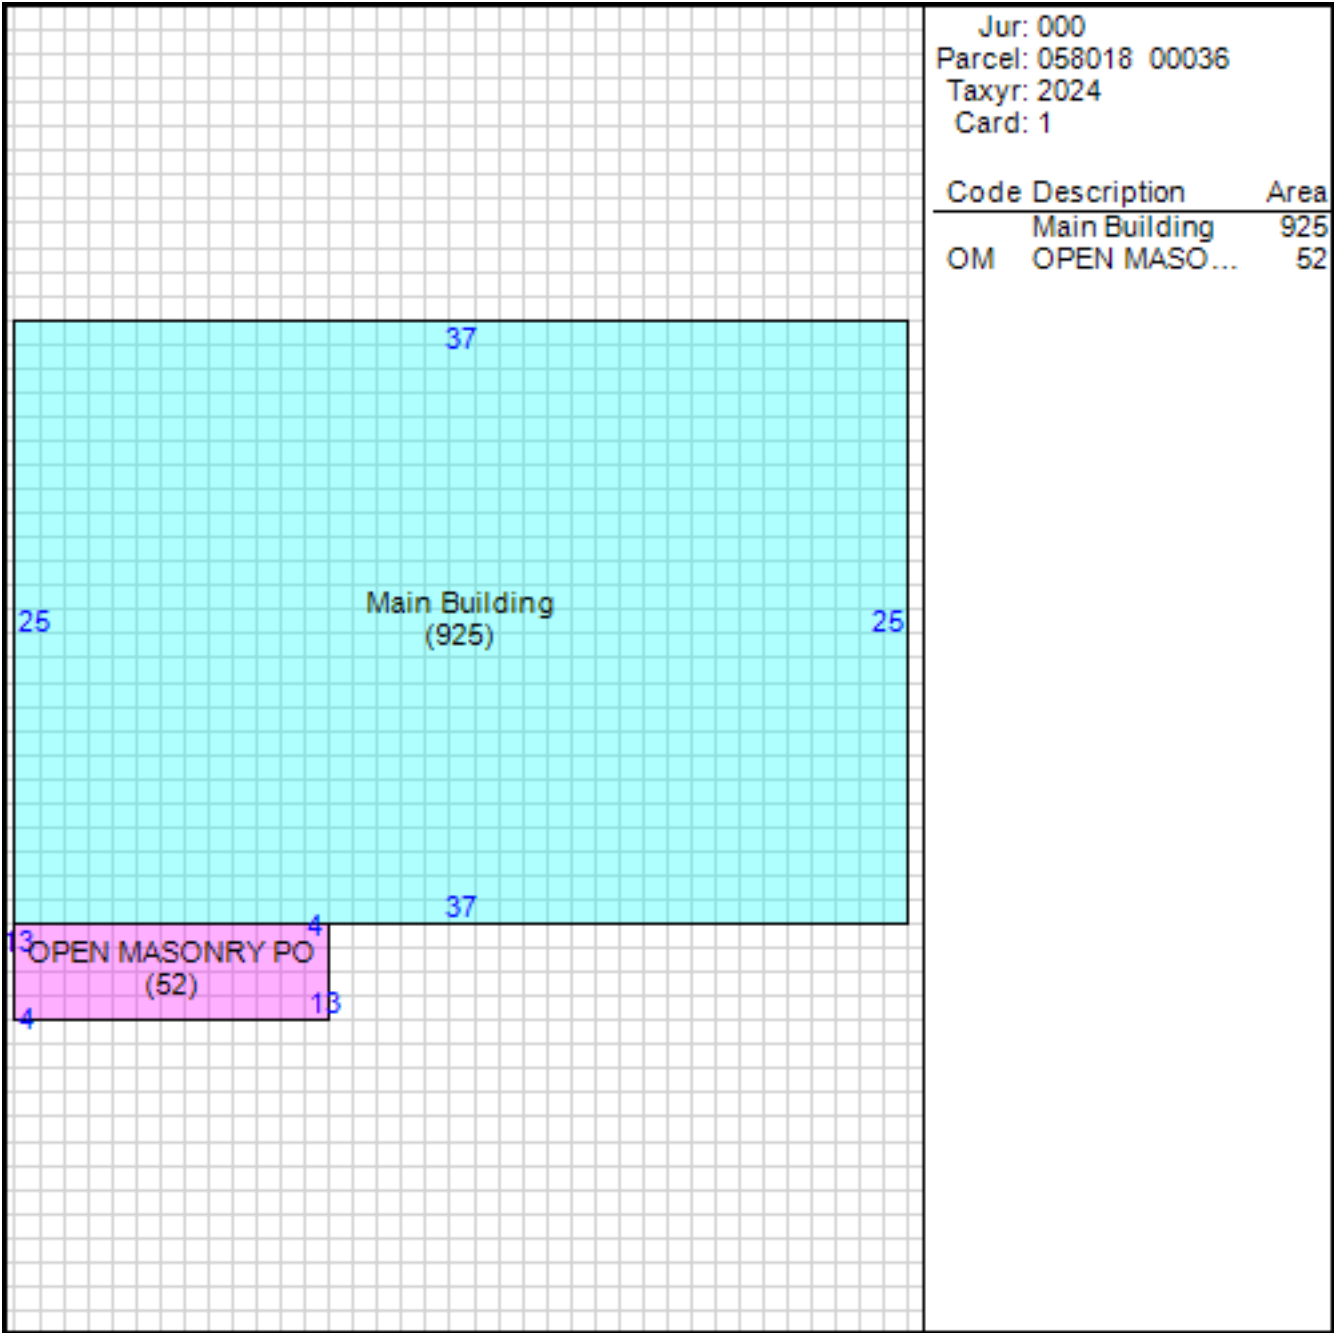 Jur: 000
Parcel: 058018 00036
Taxyr: 2024
Card: 1
Code Description Area
Main Building 925
OM OPEN MASO... 52
37
25
Main Building
(925)
25
37
4
13
OPEN MASONRY PO
(52)
13
4